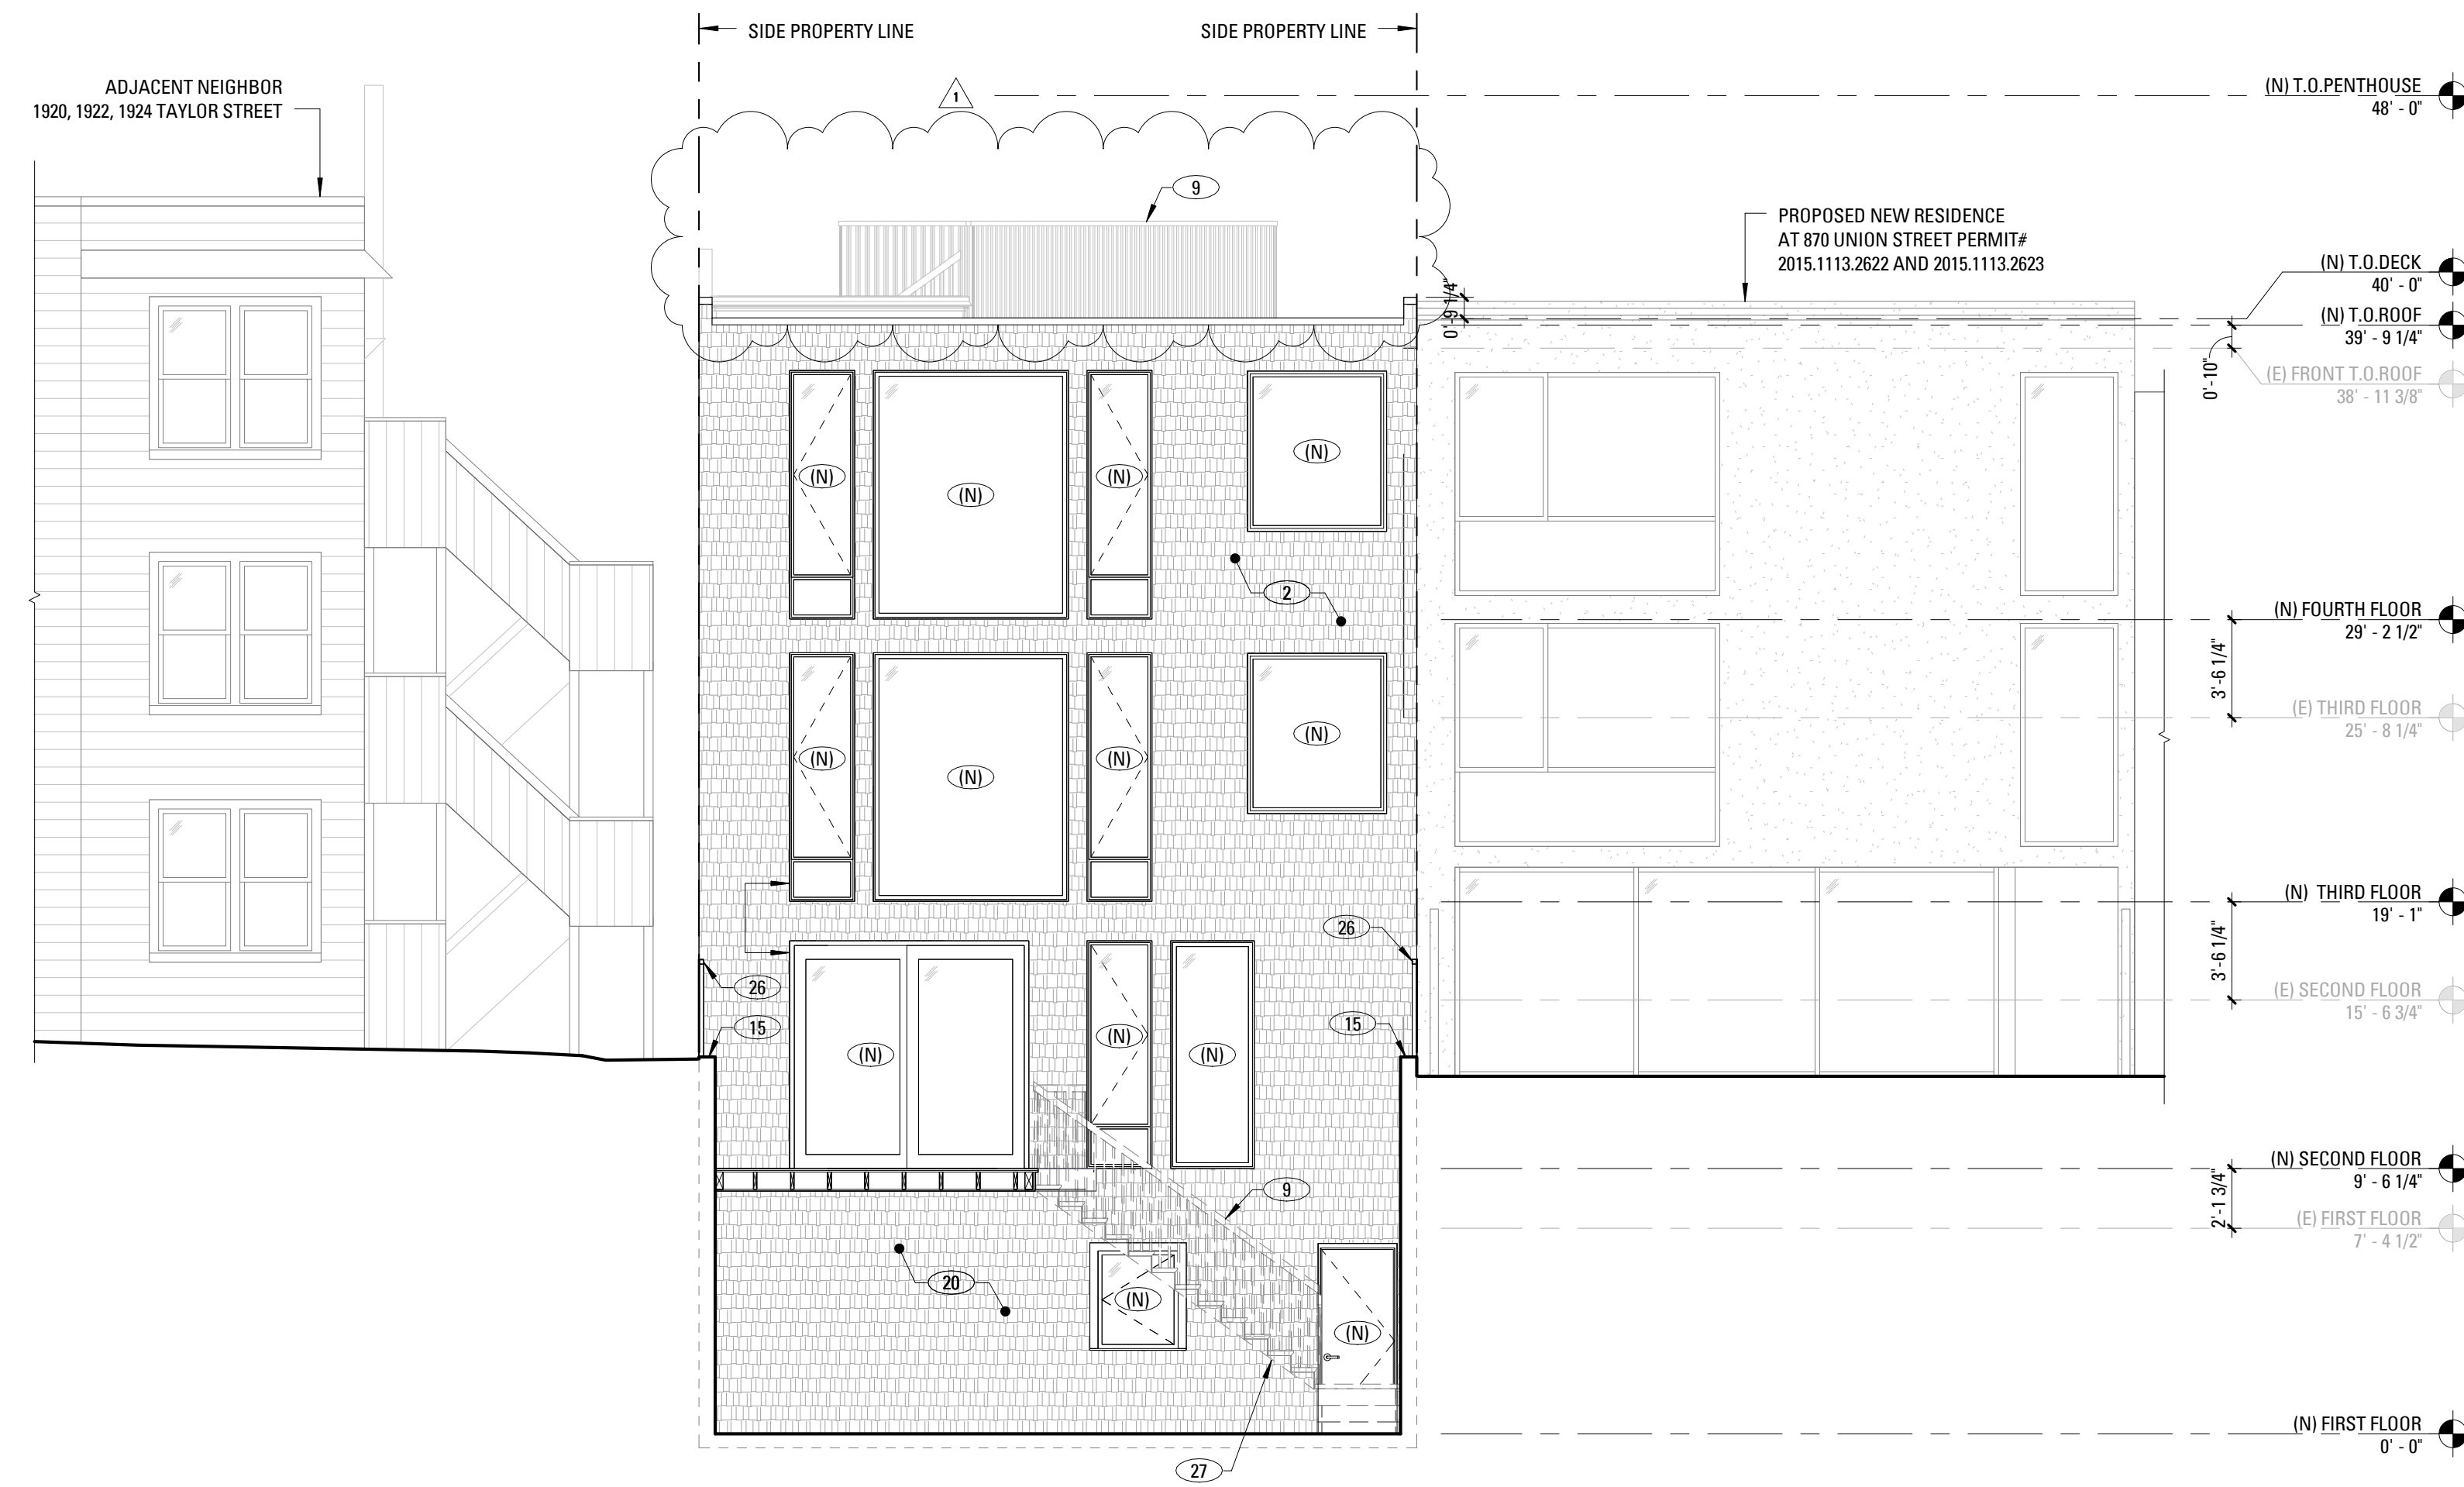 SIDE PROPERTY LINE
SIDE PROPERTY LINE
ADJACENT NEIGHBOR
1920, 1922, 1924 TAYLOR STREET
1
(N) T.O.PENTHOUSE
48' - 0"
9
PROPOSED NEW RESIDENCE
AT 870 UNION STREET PERMIT#
2015.1113.2622 AND 2015.1113.2623
(N) T.O.DECK
40' - 0"
0'-9 1/4"
(N) T.O.ROOF
39' - 9 1/4"
0'-10"
(E) FRONT T.O.ROOF
38' - 11 3/8"
(N)
(N)
(N)
(N)
2
(N) FOURTH FLOOR
29' - 2 1/2"
3'-6 1/4"
(E) THIRD FLOOR
25' - 8 1/4"
(N)
(N)
(N)
(N)
(N) THIRD FLOOR
19' - 1"
26
26
3'-6 1/4"
(E) SECOND FLOOR
15' - 6 3/4"
15
15
(N)
(N)
(N)
(N) SECOND FLOOR
9' - 6 1/4"
9
2'-1 3/4"
(E) FIRST FLOOR
7' - 4 1/2"
20
(N)
(N)
(N) FIRST FLOOR
0' - 0"
27